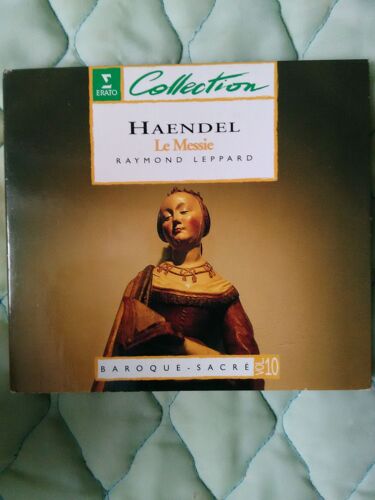 ERATO
Collection
HAENDEL
Le Messie
RAYMOND LEPPARD
BAROQUE - SACRÉ
VOL. 10